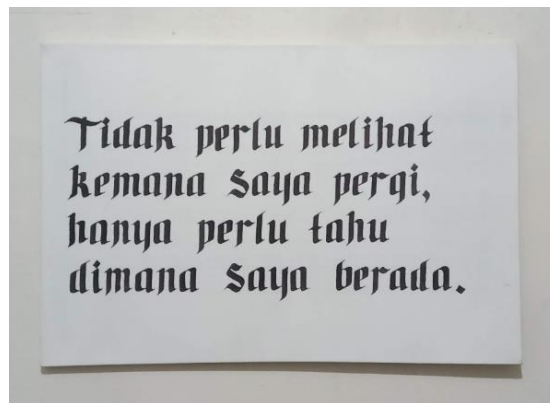 Tidak perlu melihat
kemana saya pergi,
hanya perlu tahu
dimana saya berada.